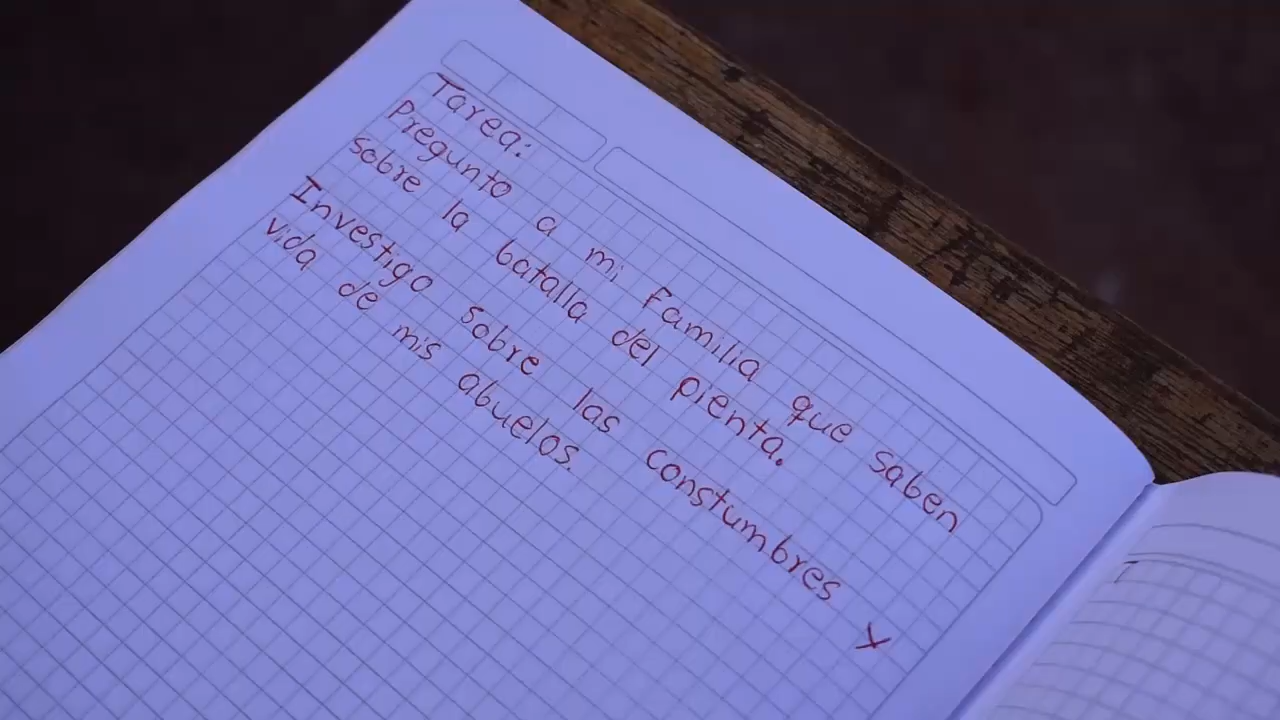 Tarea:
Pregunto a mi Familia que saben
sobre la batalla del pienta.
Investigo sobre las constumbres y
vida de mis abuelos.